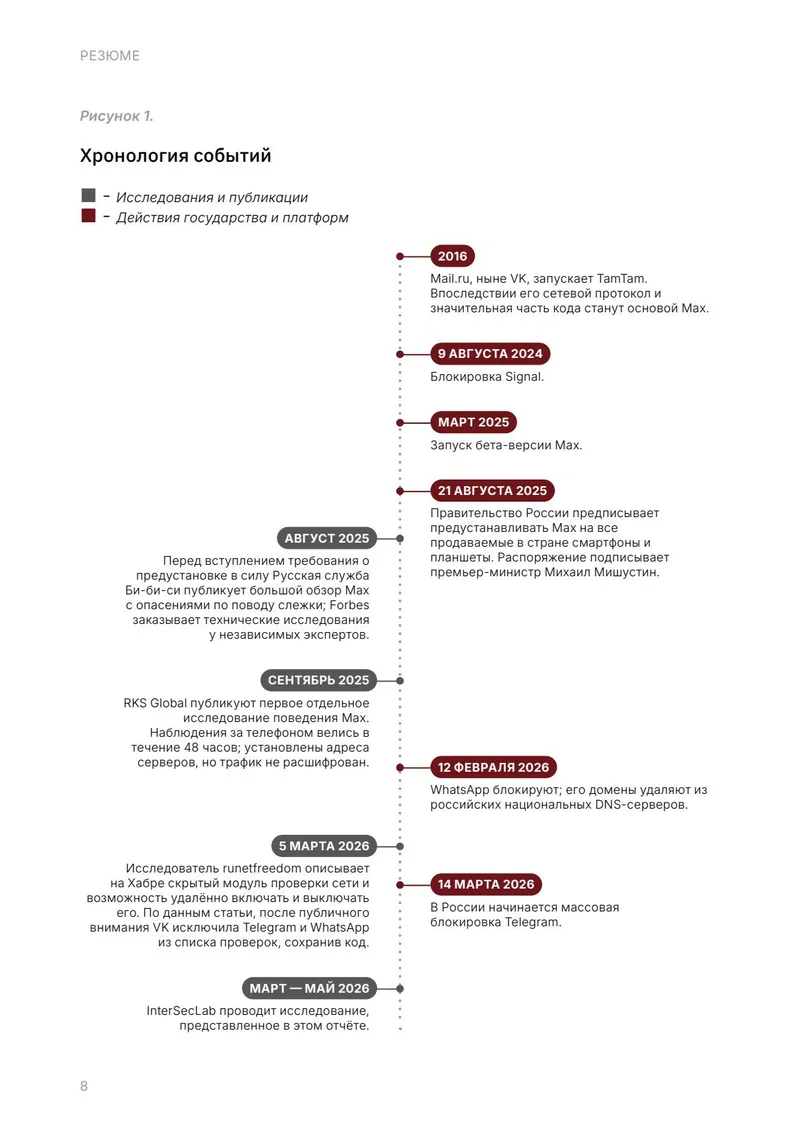 РЕЗЮМЕ
Рисунок 1.
Хронология событий
– Исследования и публикации
– Действия государства и платформ
2016
Mail.ru, ныне VK, запускает TamTam.
Впоследствии его сетевой протокол и
значительная часть кода станут основой Max.
9 АВГУСТА 2024
Блокировка Signal.
МАРТ 2025
Запуск бета-версии Max.
21 АВГУСТА 2025
Правительство России предписывает
предустанавливать Max на все
продаваемые в стране смартфоны и
планшеты. Распоряжение подписывает
премьер-министр Михаил Мишустин.
АВГУСТ 2025
Перед вступлением требования о
предустановке в силу Русская служба
Би-би-си публикует большой обзор Max
с опасениями по поводу слежки; Forbes
заказывает технические исследования
у независимых экспертов.
СЕНТЯБРЬ 2025
RKS Global публикуют первое отдельное
исследование поведения Max.
Наблюдения за телефоном велись в
течение 48 часов; установлены адреса
серверов, но трафик не расшифрован.
12 ФЕВРАЛЯ 2026
WhatsApp блокируют; его домены удаляют из
российских национальных DNS-серверов.
5 МАРТА 2026
Исследователь runetfreedom описывает
на Хабре скрытый модуль проверки сети и
возможность удалённо включать и выключать
его. По данным статьи, после публичного
внимания VK исключила Telegram и WhatsApp
из списка проверок, сохранив код.
14 МАРТА 2026
В России начинается массовая
блокировка Telegram.
МАРТ — МАЙ 2026
InterSecLab проводит исследование,
представленное в этом отчёте.
8